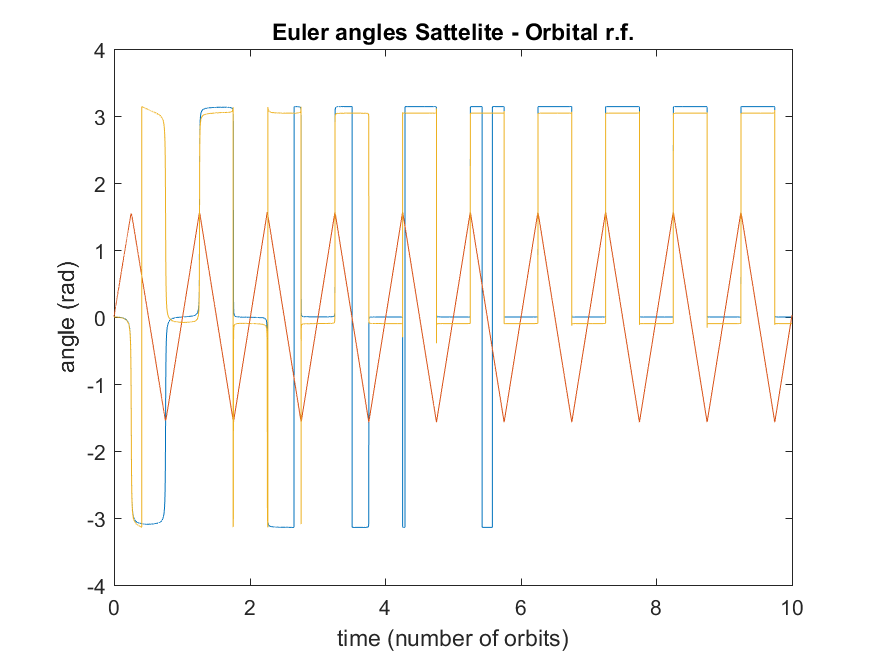 Euler angles Sattelite - Orbital r.f.
4
3
2
1
0
-1
-2
-3
-4
angle (rad)
0 2 4 6 8 10
time (number of orbits)